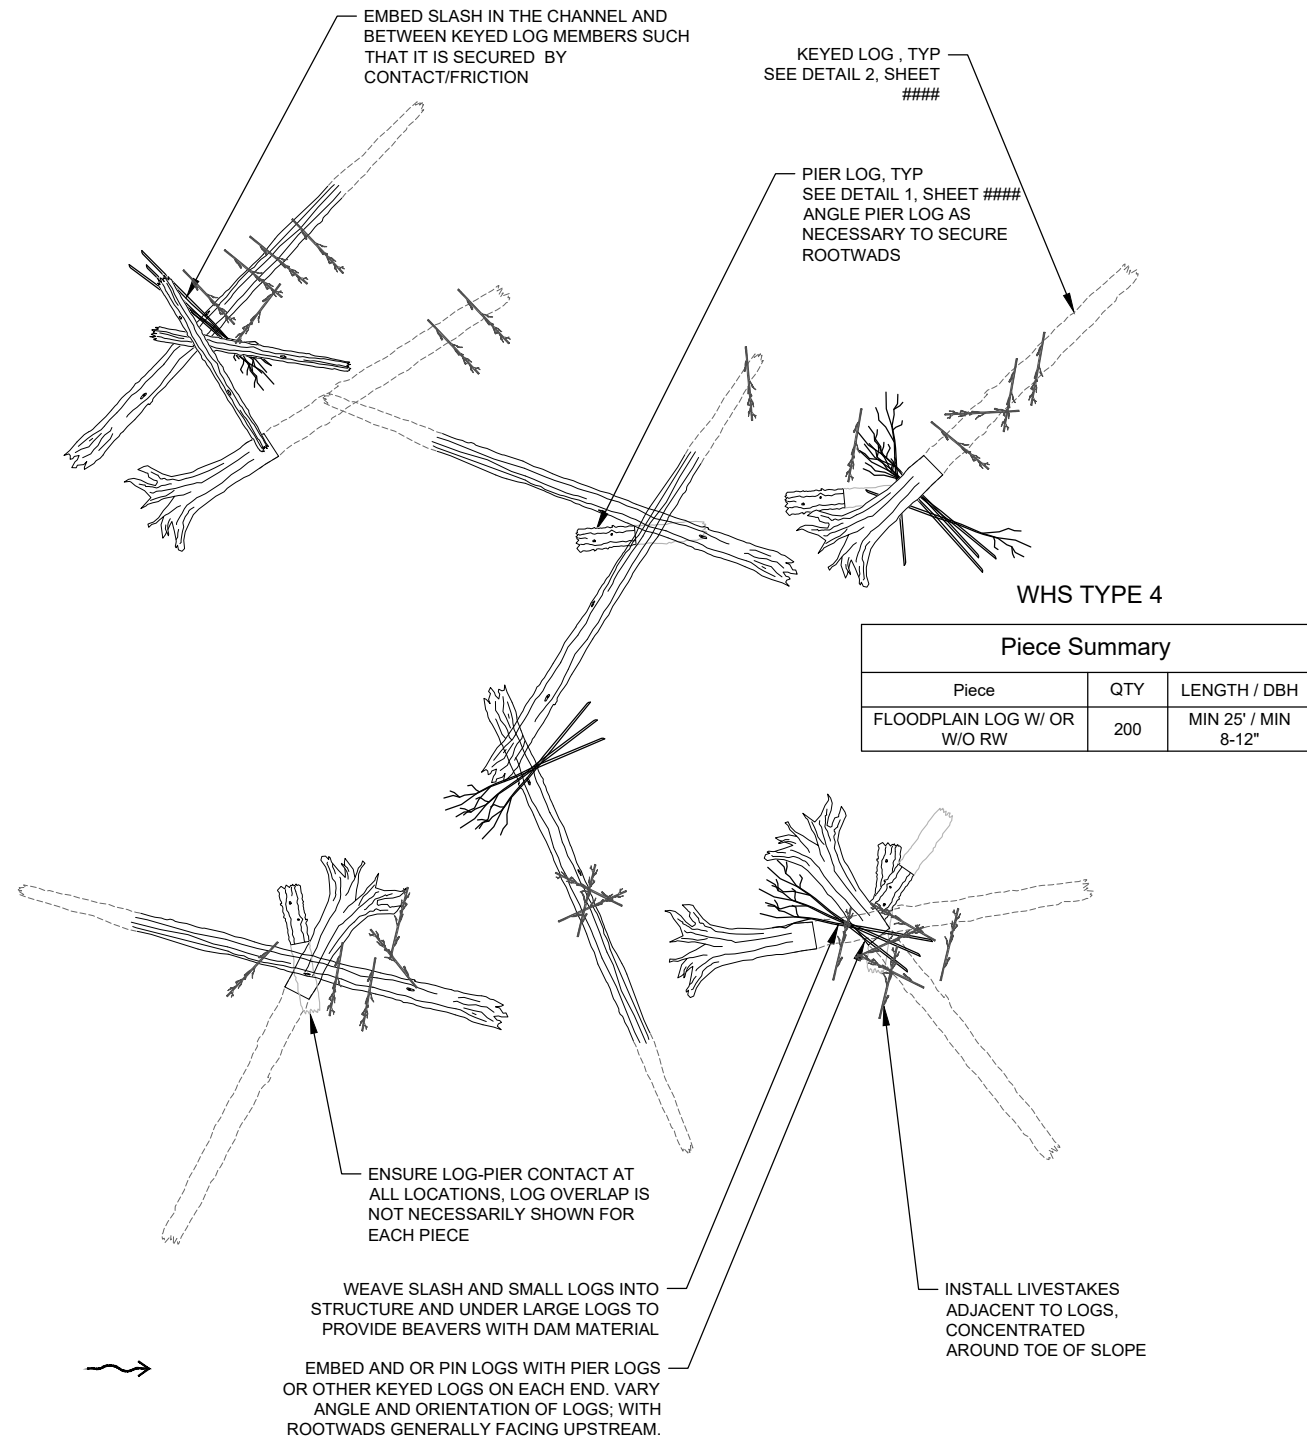 EMBED SLASH IN THE CHANNEL AND
BETWEEN KEYED LOG MEMBERS SUCH
THAT IT IS SECURED BY
CONTACT/FRICTION
KEYED LOG , TYP
SEE DETAIL 2, SHEET
####
PIER LOG, TYP
SEE DETAIL 1, SHEET ####
ANGLE PIER LOG AS
NECESSARY TO SECURE
ROOTWADS
WHS TYPE 4
Piece Summary
Piece QTY LENGTH / DBH
FLOODPLAIN LOG W/ OR
W/O RW
200
MIN 25' / MIN
8-12"
ENSURE LOG-PIER CONTACT AT
ALL LOCATIONS, LOG OVERLAP IS
NOT NECESSARILY SHOWN FOR
EACH PIECE
WEAVE SLASH AND SMALL LOGS INTO
STRUCTURE AND UNDER LARGE LOGS TO
PROVIDE BEAVERS WITH DAM MATERIAL
INSTALL LIVESTAKES
ADJACENT TO LOGS,
CONCENTRATED
AROUND TOE OF SLOPE
EMBED AND OR PIN LOGS WITH PIER LOGS
OR OTHER KEYED LOGS ON EACH END. VARY
ANGLE AND ORIENTATION OF LOGS; WITH
ROOTWADS GENERALLY FACING UPSTREAM.